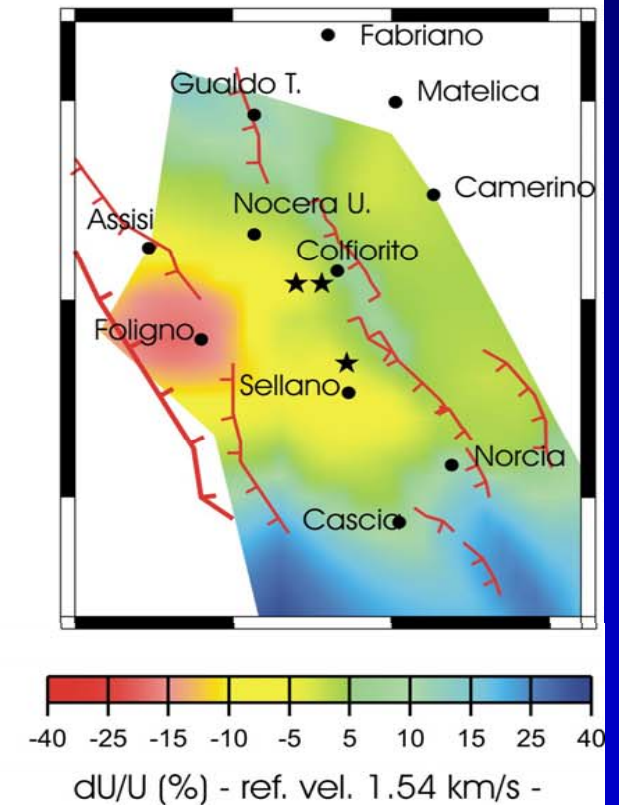 Fabriano
Gualdo T.
Matelica
Camerino
Nocera U.
Assisi
Colfiorito
Foligno
Sellano
Norcia
Cascia
-40 -25 -15 -10 -5 5 10 15 25 40
dU/U (%) - ref. vel. 1.54 km/s -